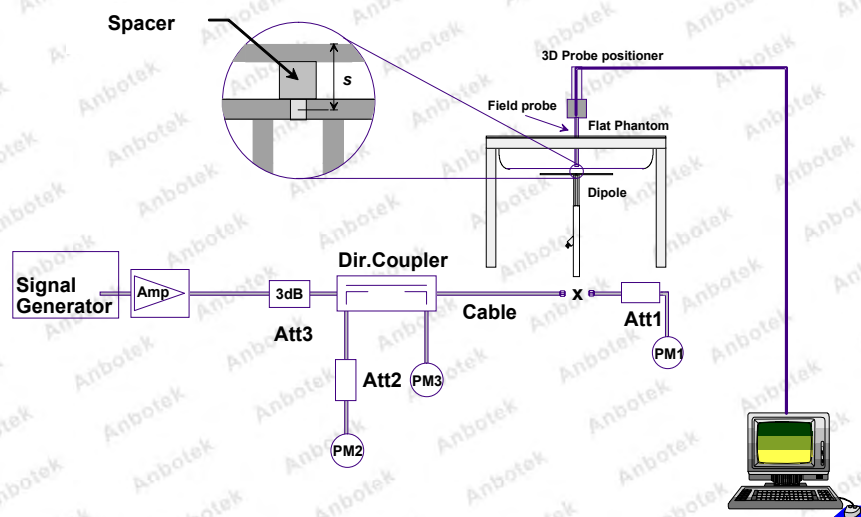 Spacer
s
3D Probe positioner
Field probe
Flat Phantom
Dipole
Signal
Generator
Amp
3dB
Att3
Dir.Coupler
Cable
x
Att1
PM1
Att2
PM3
PM2
Anbotek